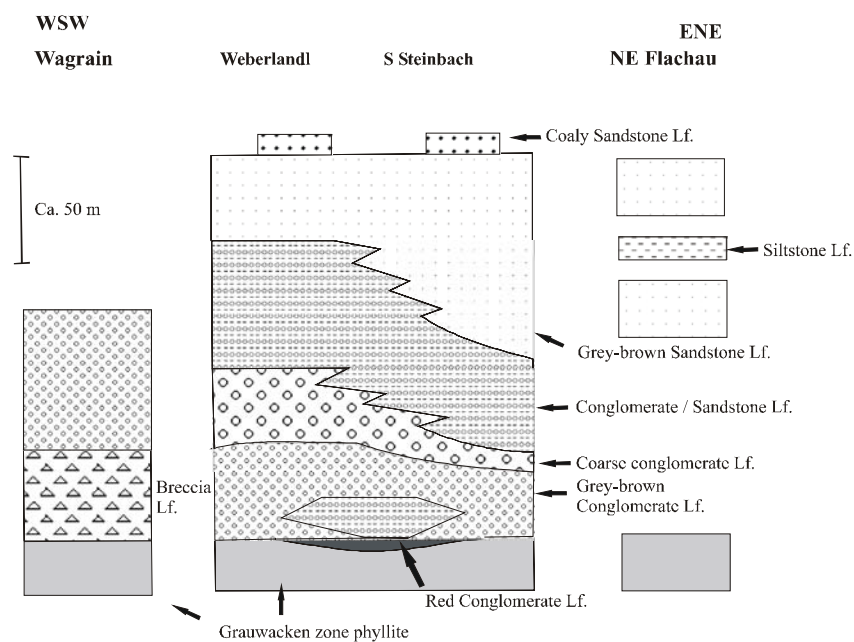 WSW
ENE
Wagrain
Weberlandl
S Steinbach
NE Flachau
Coaly Sandstone Lf.
Ca. 50 m
Siltstone Lf.
Grey-brown Sandstone Lf.
Conglomerate / Sandstone Lf.
Coarse conglomerate Lf.
Breccia
Lf.
Grey-brown
Conglomerate Lf.
Red Conglomerate Lf.
Grauwacken zone phyllite